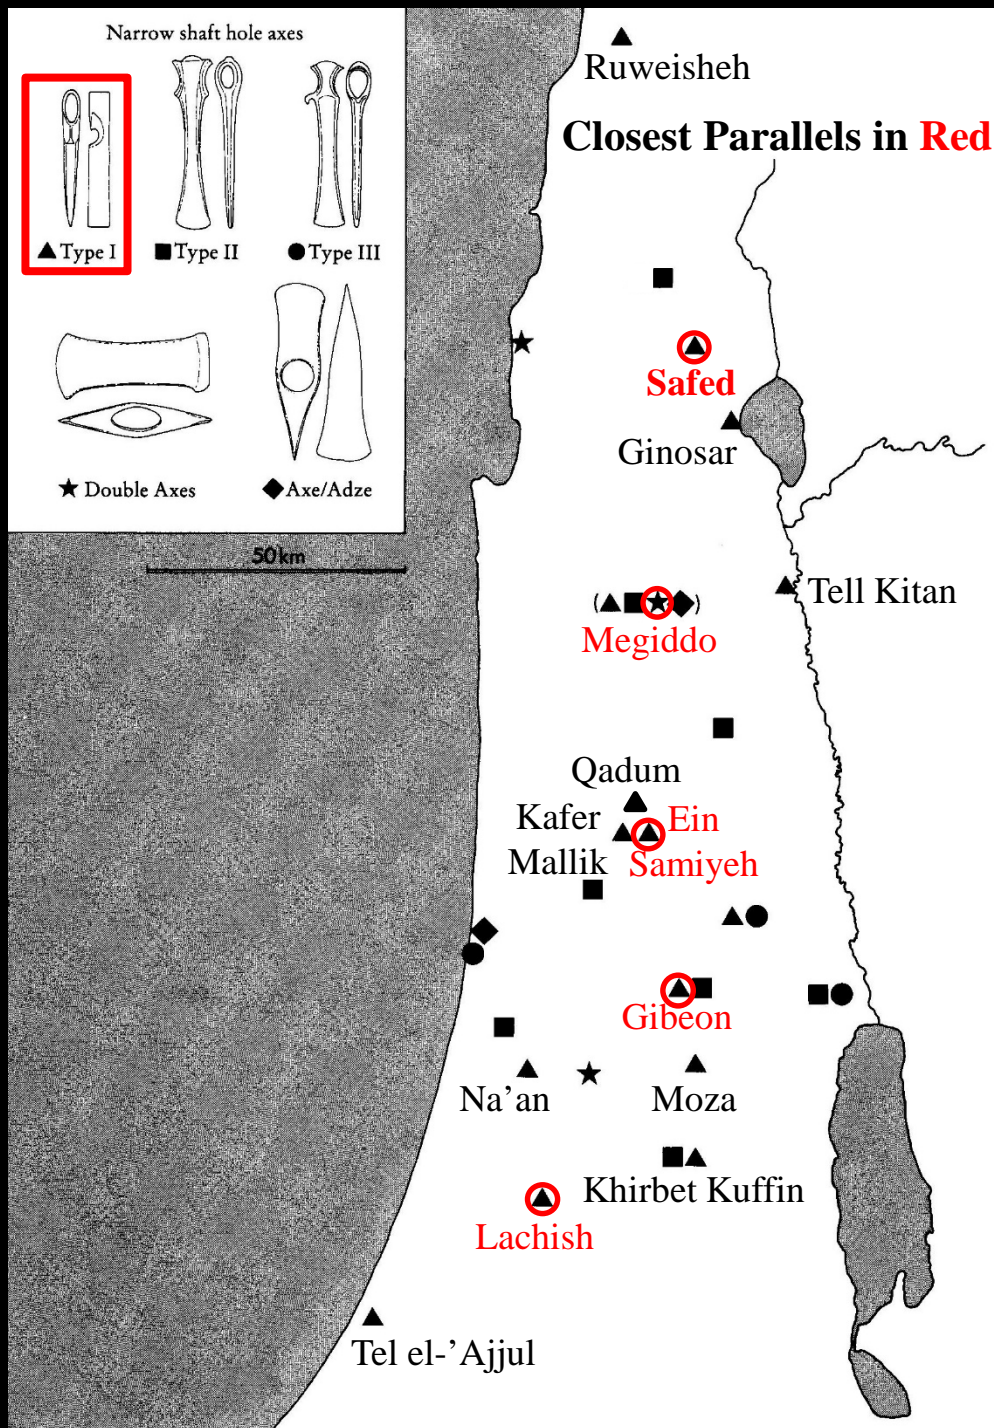 Narrow shaft hole axes
Type I
Type II
Type III
Double Axes
Axe/Adze
50km
Ruweisheh
Closest Parallels in Red
Safed
Ginosar
Tell Kitan
( )
Megiddo
Qadum
Kafer
Mallik
Ein
Samiyeh
Gibeon
Na’an
Moza
Khirbet Kuffin
Lachish
Tel el-’Ajjul